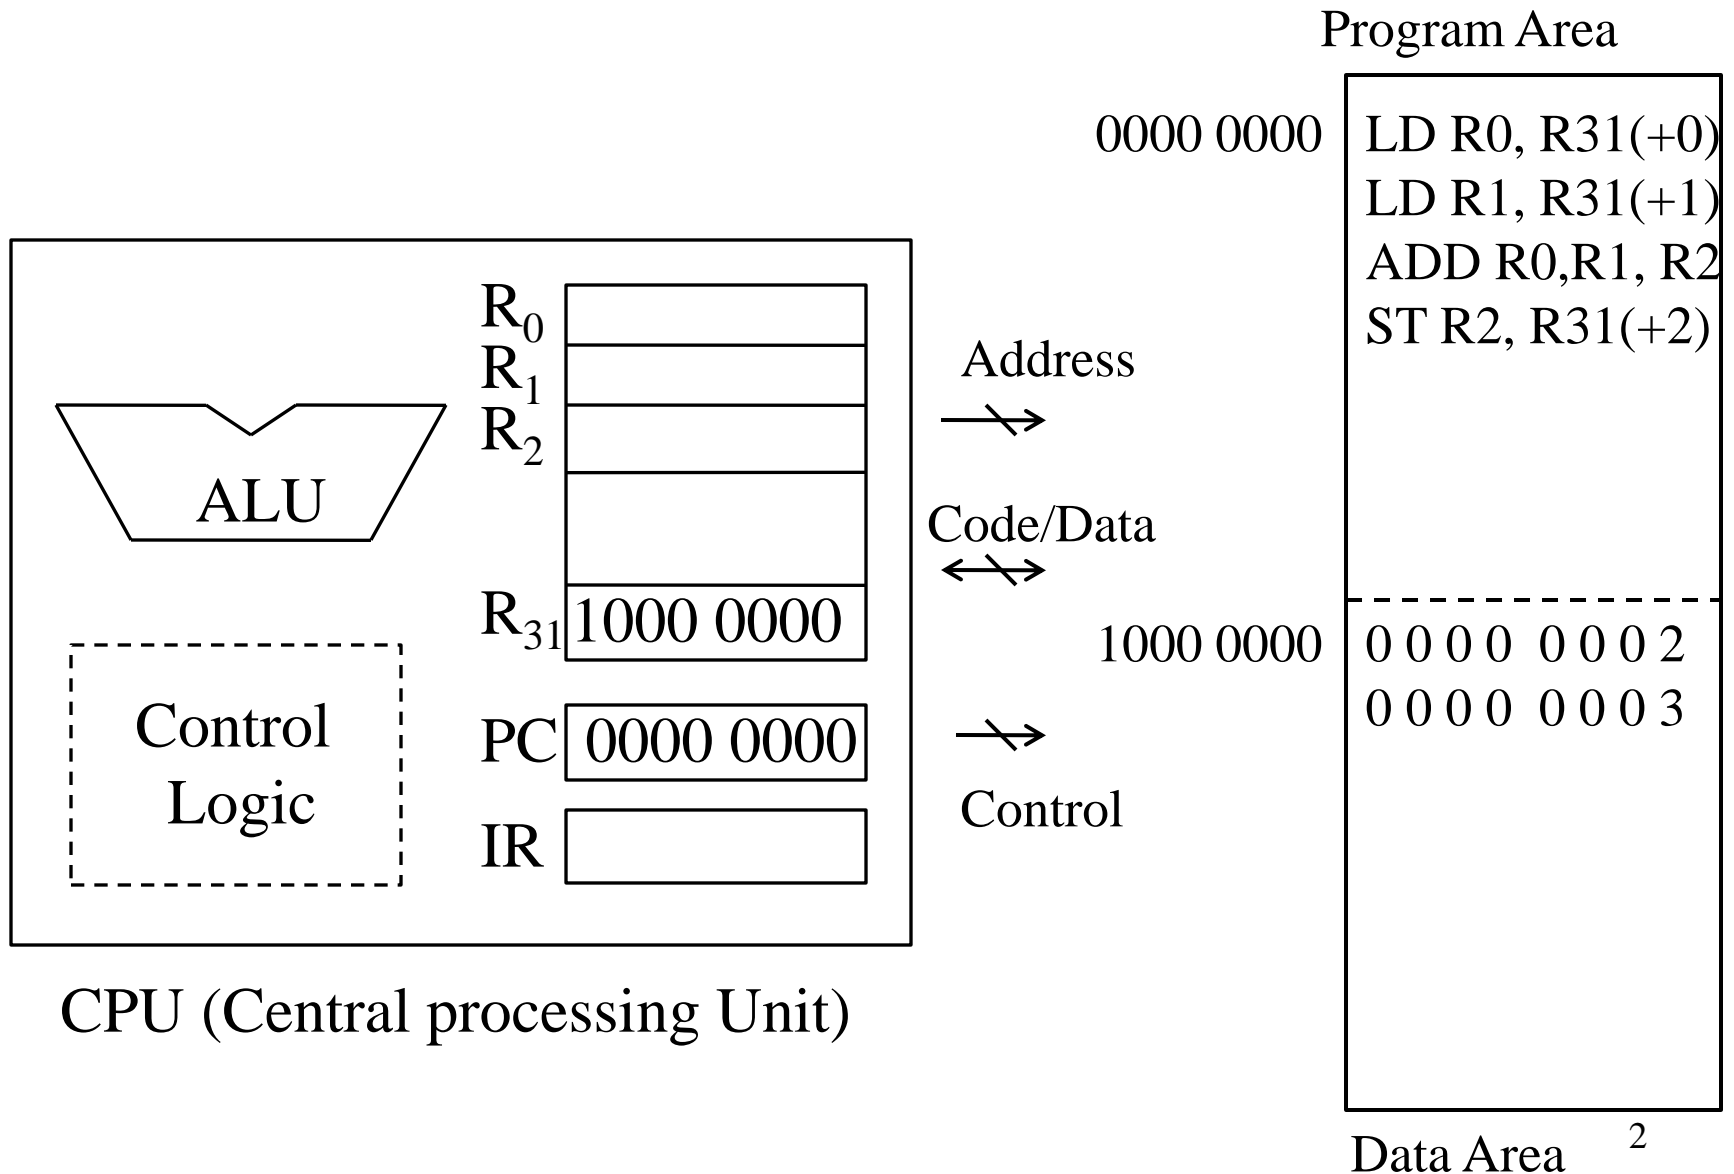 Program Area
0000 0000
LD R0, R31(+0)
LD R1, R31(+1)
ADD R0,R1, R2
ST R2, R31(+2)
R0
R1
R2
R31
1000 0000
ALU
Control
Logic
PC
0000 0000
IR
Address
Code/Data
Control
1000 0000
0 0 0 0 0 0 0 2
0 0 0 0 0 0 0 3
CPU (Central processing Unit)
Data Area
2